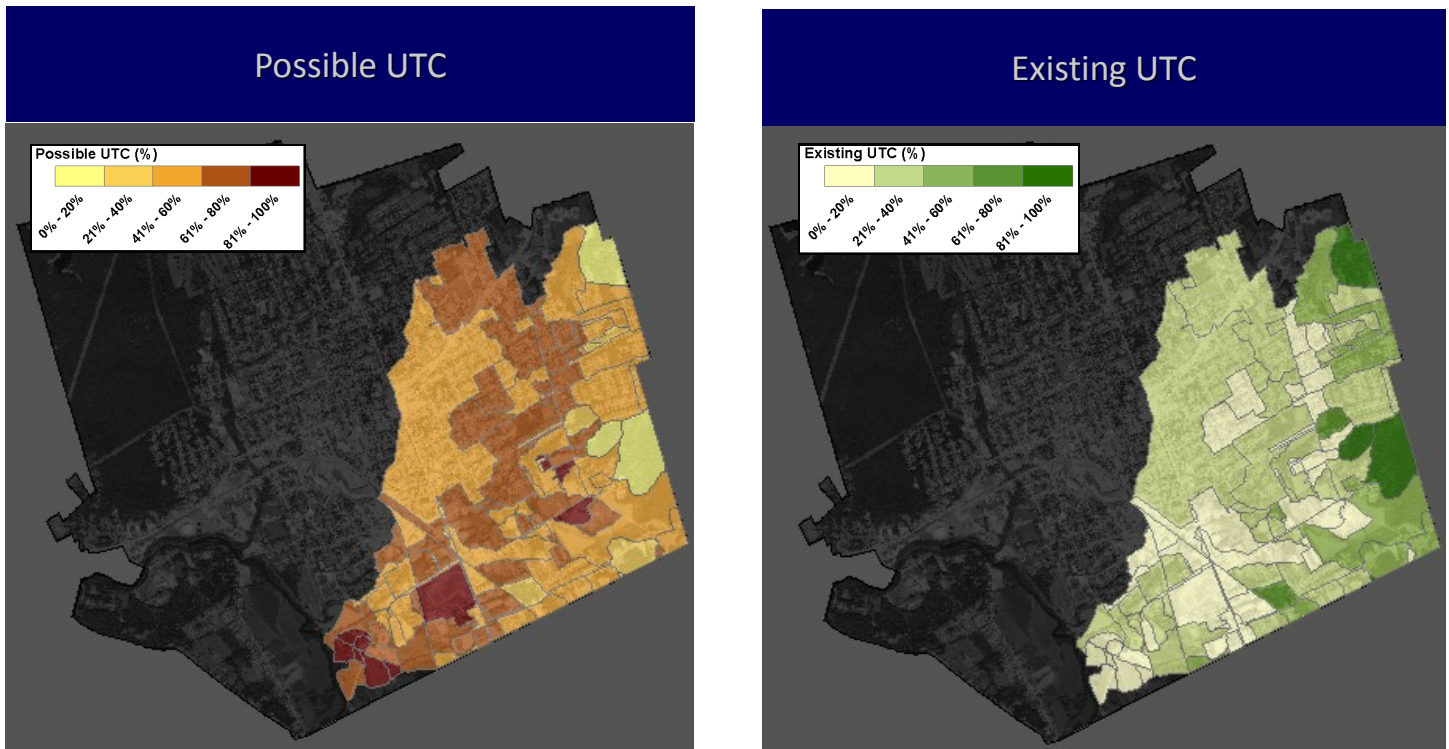 Possible UTC
Possible UTC (%)
0% - 20%
21% - 40%
41% - 60%
61% - 80%
81% - 100%
Existing UTC
Existing UTC (%)
0% - 20%
21% - 40%
41% - 60%
61% - 80%
81% - 100%